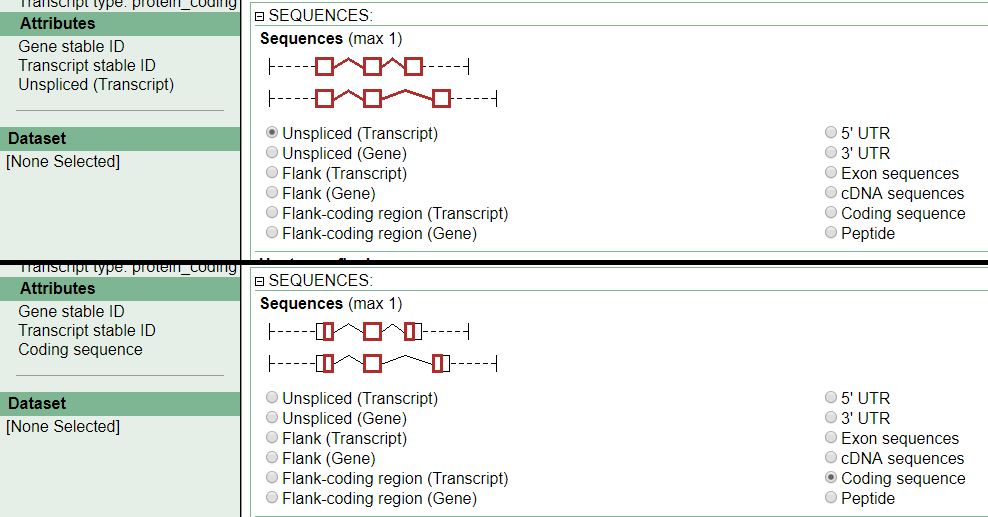 Transcript type: protein_coding
Attributes
Gene stable ID
Transcript stable ID
Unspliced (Transcript)
Dataset
[None Selected]
SEQUENCES:
Sequences (max 1)
Unspliced (Transcript)
Unspliced (Gene)
Flank (Transcript)
Flank (Gene)
Flank-coding region (Transcript)
Flank-coding region (Gene)
5' UTR
3' UTR
Exon sequences
cDNA sequences
Coding sequence
Peptide
Transcript type: protein_coding
Attributes
Gene stable ID
Transcript stable ID
Coding sequence
Dataset
[None Selected]
SEQUENCES:
Sequences (max 1)
Unspliced (Transcript)
Unspliced (Gene)
Flank (Transcript)
Flank (Gene)
Flank-coding region (Transcript)
Flank-coding region (Gene)
5' UTR
3' UTR
Exon sequences
cDNA sequences
Coding sequence
Peptide